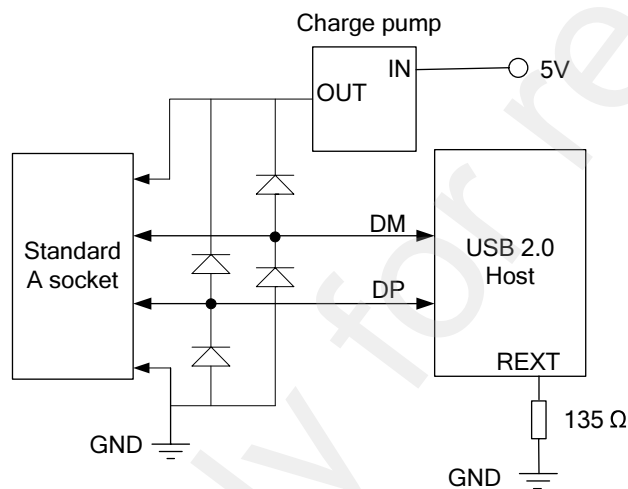 Charge pump
IN
5V
OUT
Standard
A socket
DM
USB 2.0
Host
DP
REXT
135 Ω
GND
GND